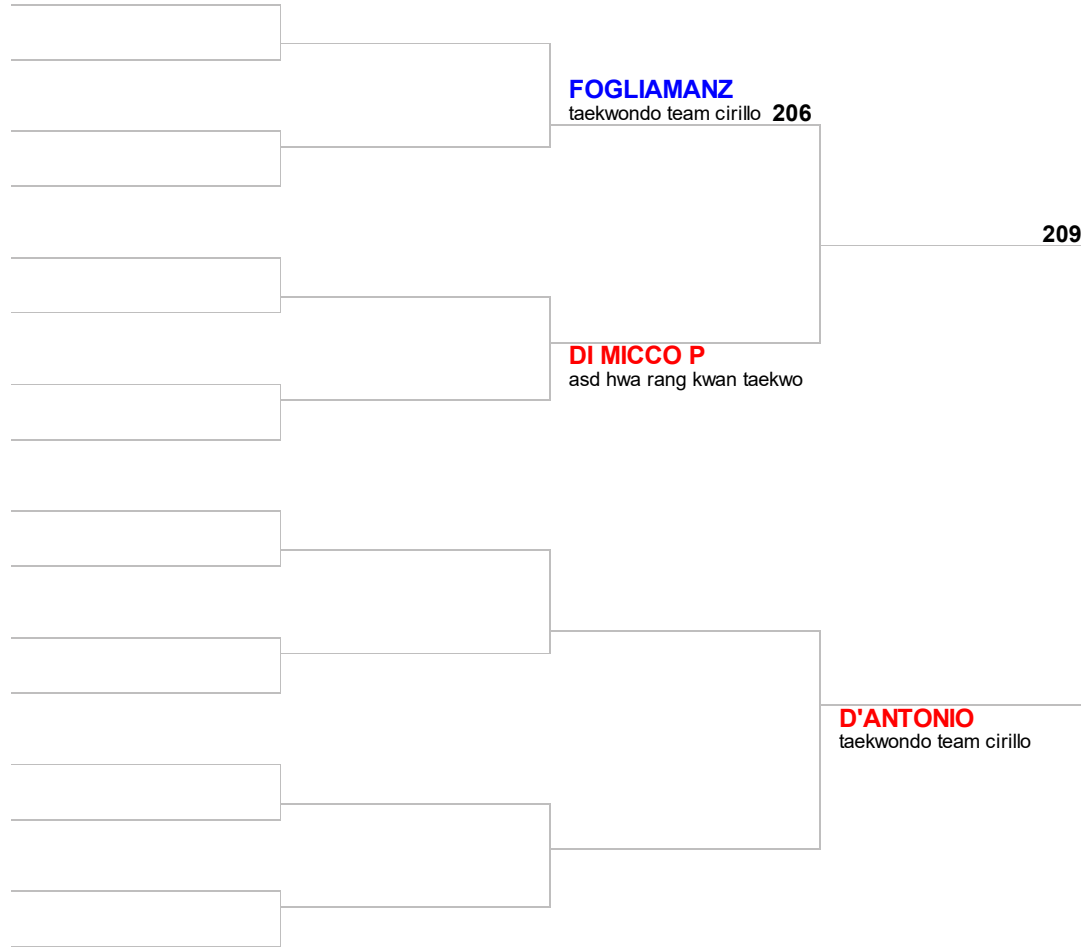 FOGLIAMANZ
taekwondo team cirillo 206
209
DI MICCO P
asd hwa rang kwan taekwo
D'ANTONIO
taekwondo team cirillo